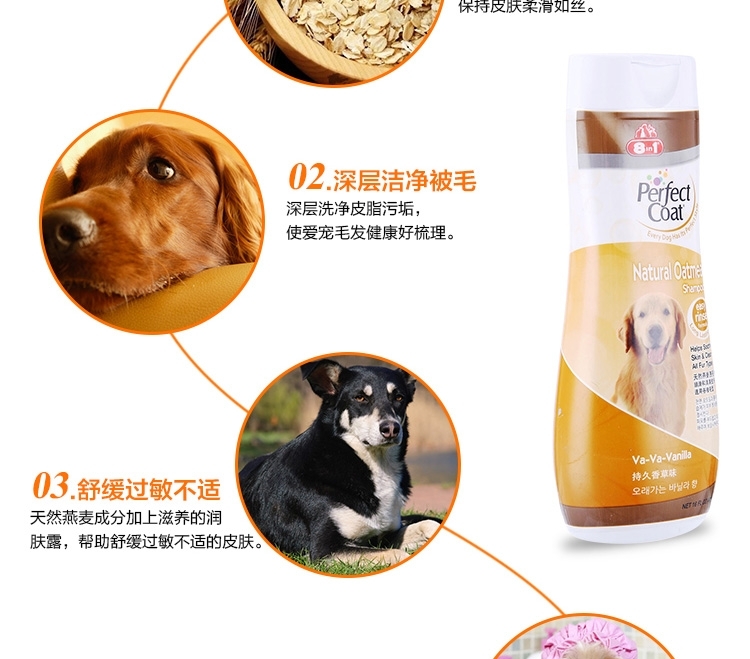 保持皮肤柔滑如丝。
02.深层洁净被毛
深层洗净皮脂污垢，
使爱宠毛发健康好梳理。
03.舒缓过敏不适
天然燕麦成分加上滋养的润
肤露，帮助舒缓过敏不适的皮肤。
8in1
Perfect
Coat
Every Dog Has Its
Natural
Va-Va-Vanilla
持久香草味
오래가는 바닐라 향